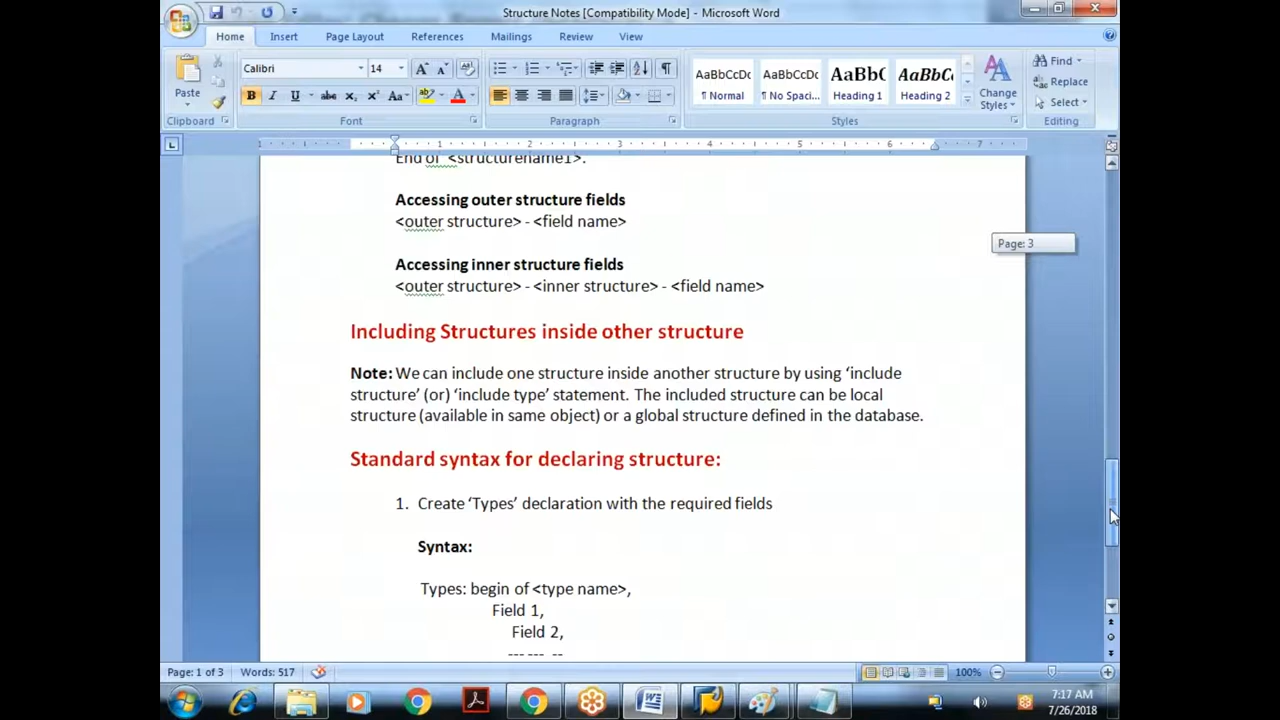 Structure Notes [Compatibility Mode] - Microsoft Word
Home Insert Page Layout References Mailings Review View
Calibri 14
Paste
AaBbCcDc AaBbCcDc AaBbC AaBbC
¶ Normal ¶ No Spaci... Heading 1 Heading 2
Change Styles
Find
Replace
Select
Clipboard Font Paragraph Styles Editing
End of <structurename1>.
Accessing outer structure fields
<outer structure> - <field name>
Page: 3
Accessing inner structure fields
<outer structure> - <inner structure> - <field name>
Including Structures inside other structure
Note: We can include one structure inside another structure by using ‘include
structure’ (or) ‘include type’ statement. The included structure can be local
structure (available in same object) or a global structure defined in the database.
Standard syntax for declaring structure:
1. Create ‘Types’ declaration with the required fields
Syntax:
Types: begin of <type name>,
Field 1,
Field 2,
--- --- --
Page: 1 of 3 Words: 517 100%
7:17 AM
7/26/2018